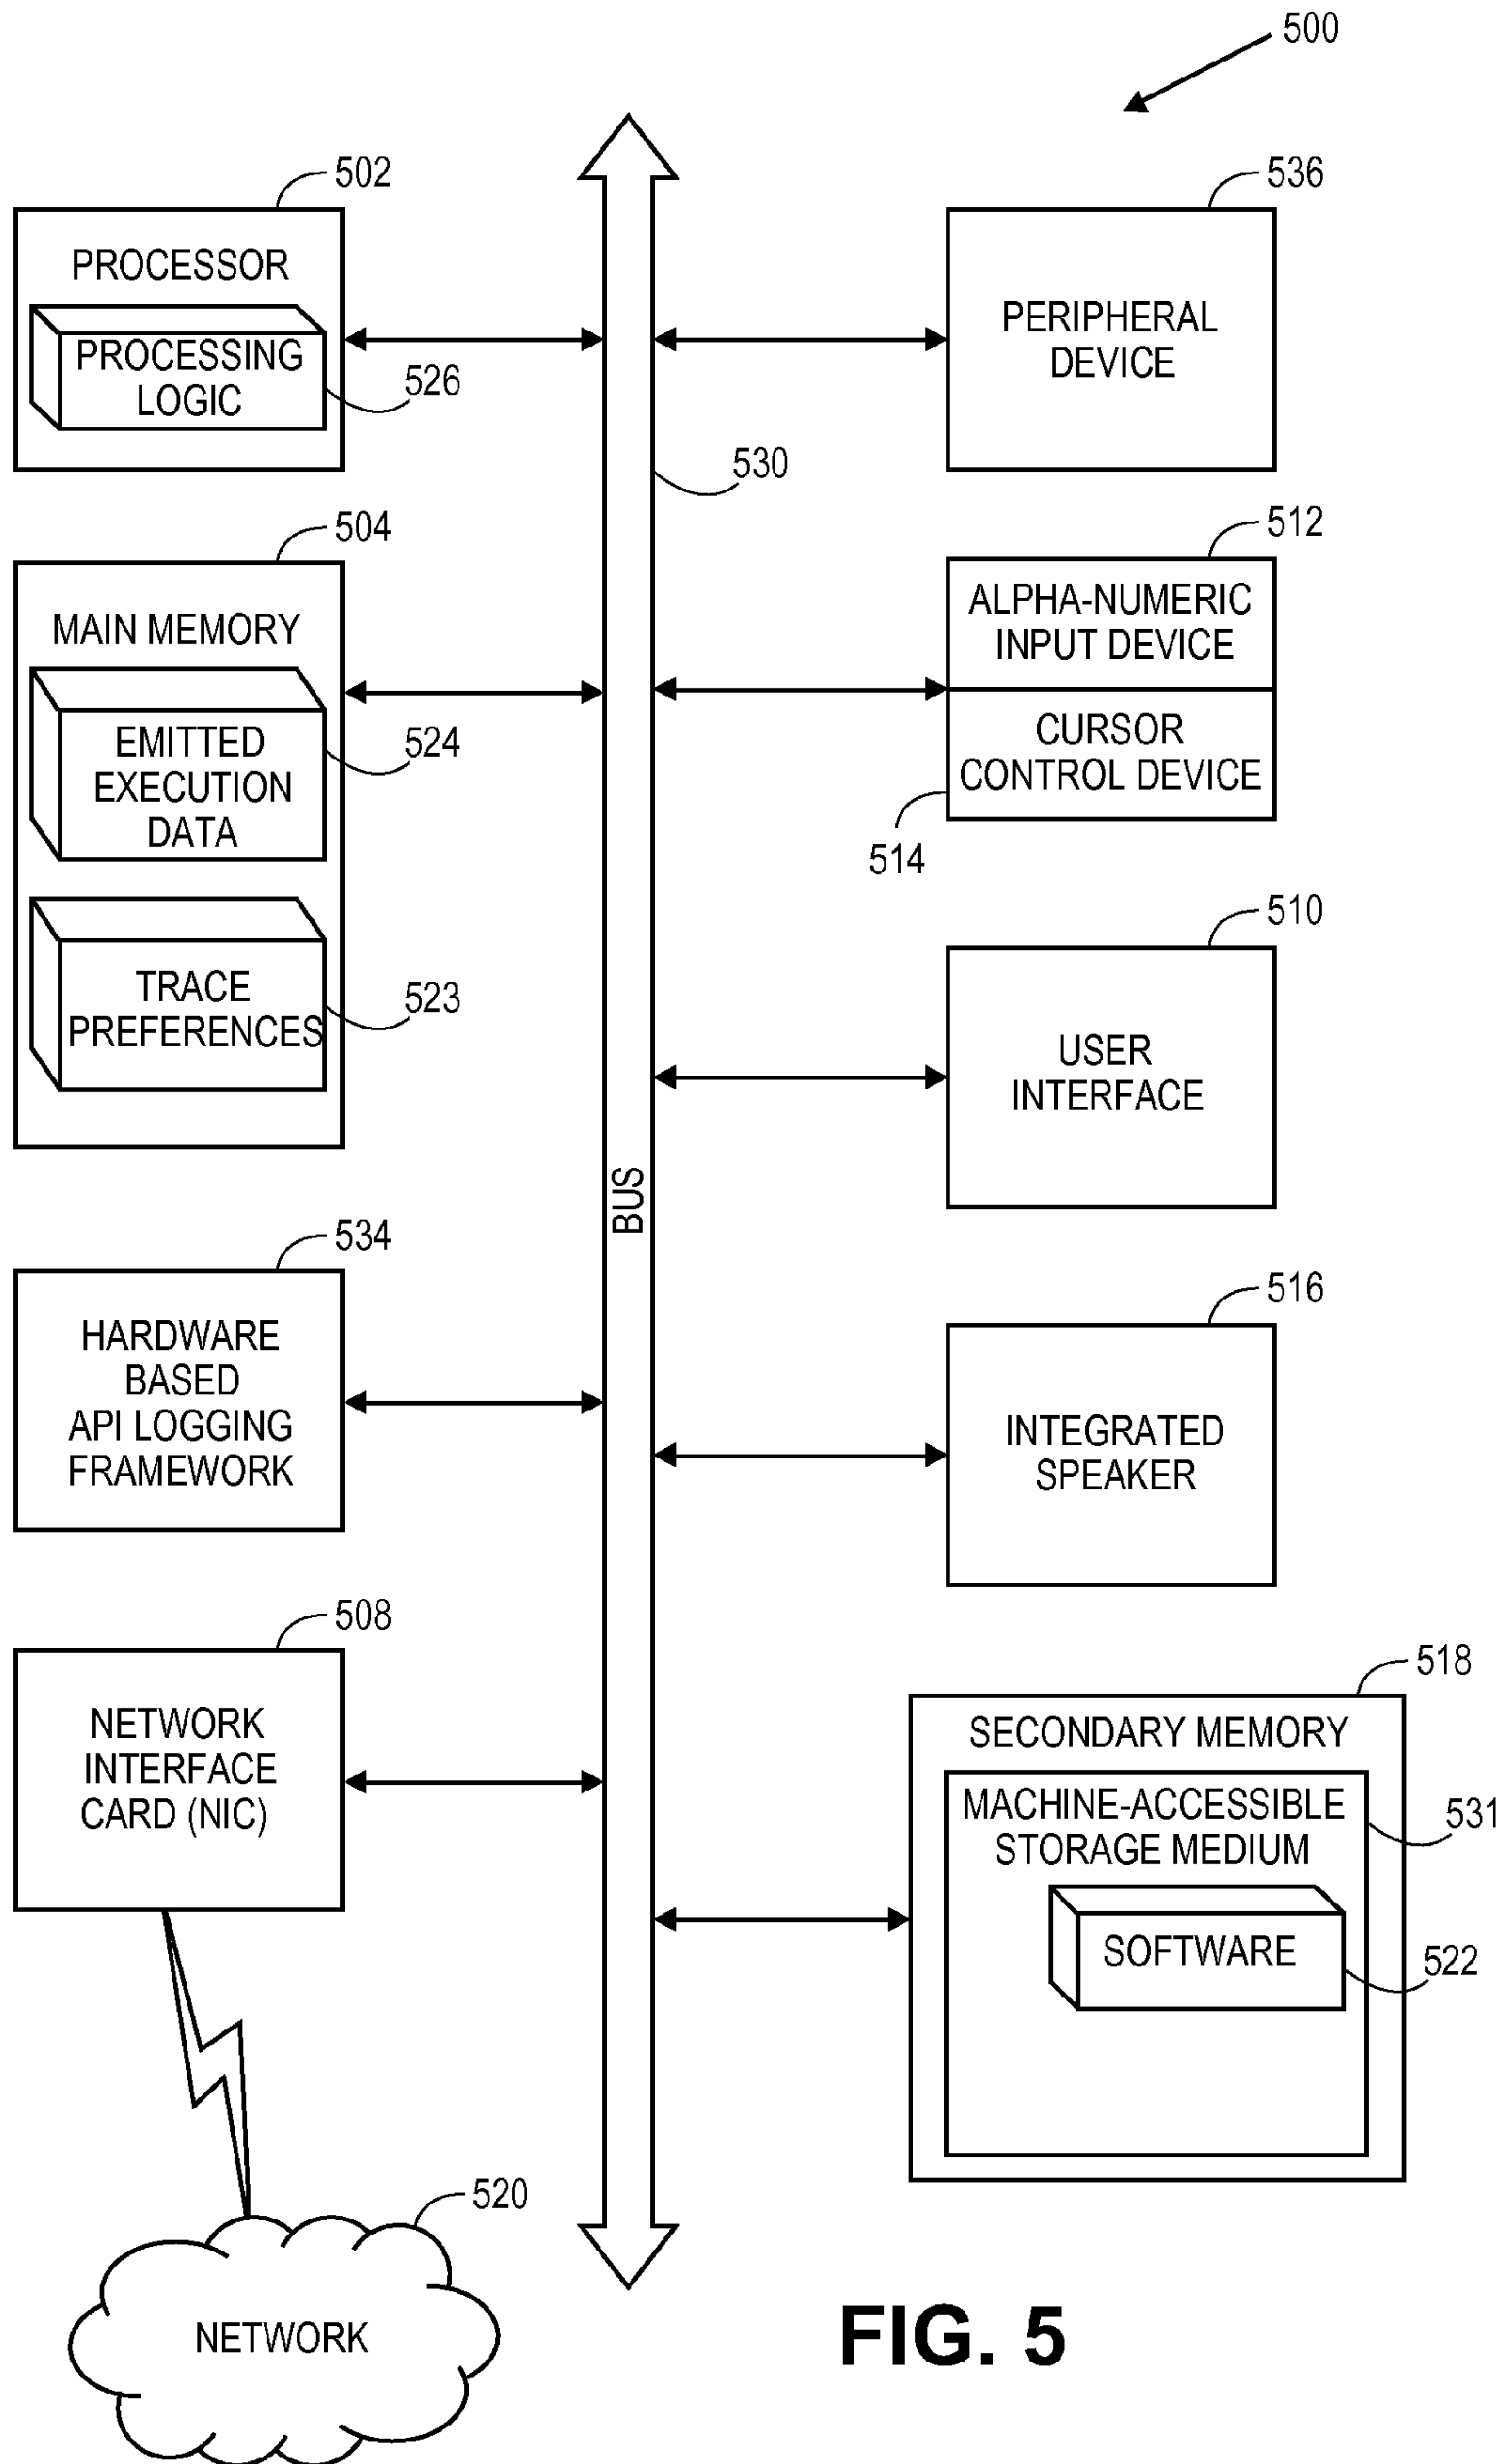 500
502
PROCESSOR
PROCESSING
LOGIC
526
536
PERIPHERAL
DEVICE
530
504
MAIN MEMORY
EMITTED
EXECUTION
DATA
524
TRACE
PREFERENCES
523
512
ALPHA-NUMERIC
INPUT DEVICE
CURSOR
CONTROL DEVICE
514
510
USER
INTERFACE
BUS
534
HARDWARE
BASED
API LOGGING
FRAMEWORK
516
INTEGRATED
SPEAKER
508
NETWORK
INTERFACE
CARD (NIC)
518
SECONDARY MEMORY
MACHINE-ACCESSIBLE
STORAGE MEDIUM
531
SOFTWARE
522
520
NETWORK
FIG. 5